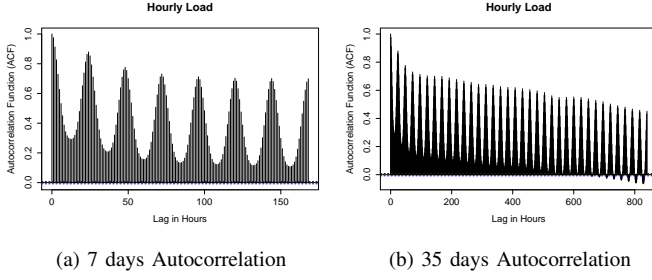 Hourly Load
Autocorrelation Function (ACF)
0.0 0.2 0.4 0.6 0.8 1.0
0 50 100 150
Lag in Hours
(a) 7 days Autocorrelation
Hourly Load
Autocorrelation Function (ACF)
0.0 0.2 0.4 0.6 0.8 1.0
0 200 400 600 800
Lag in Hours
(b) 35 days Autocorrelation